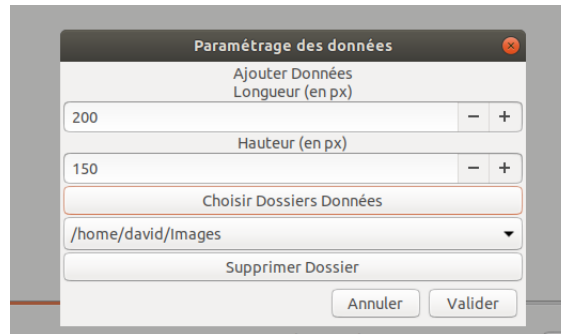 Paramétrage des données
Ajouter Données
Longueur (en px)
200
Hauteur (en px)
150
Choisir Dossiers Données
/home/david/Images
Supprimer Dossier
Annuler Valider